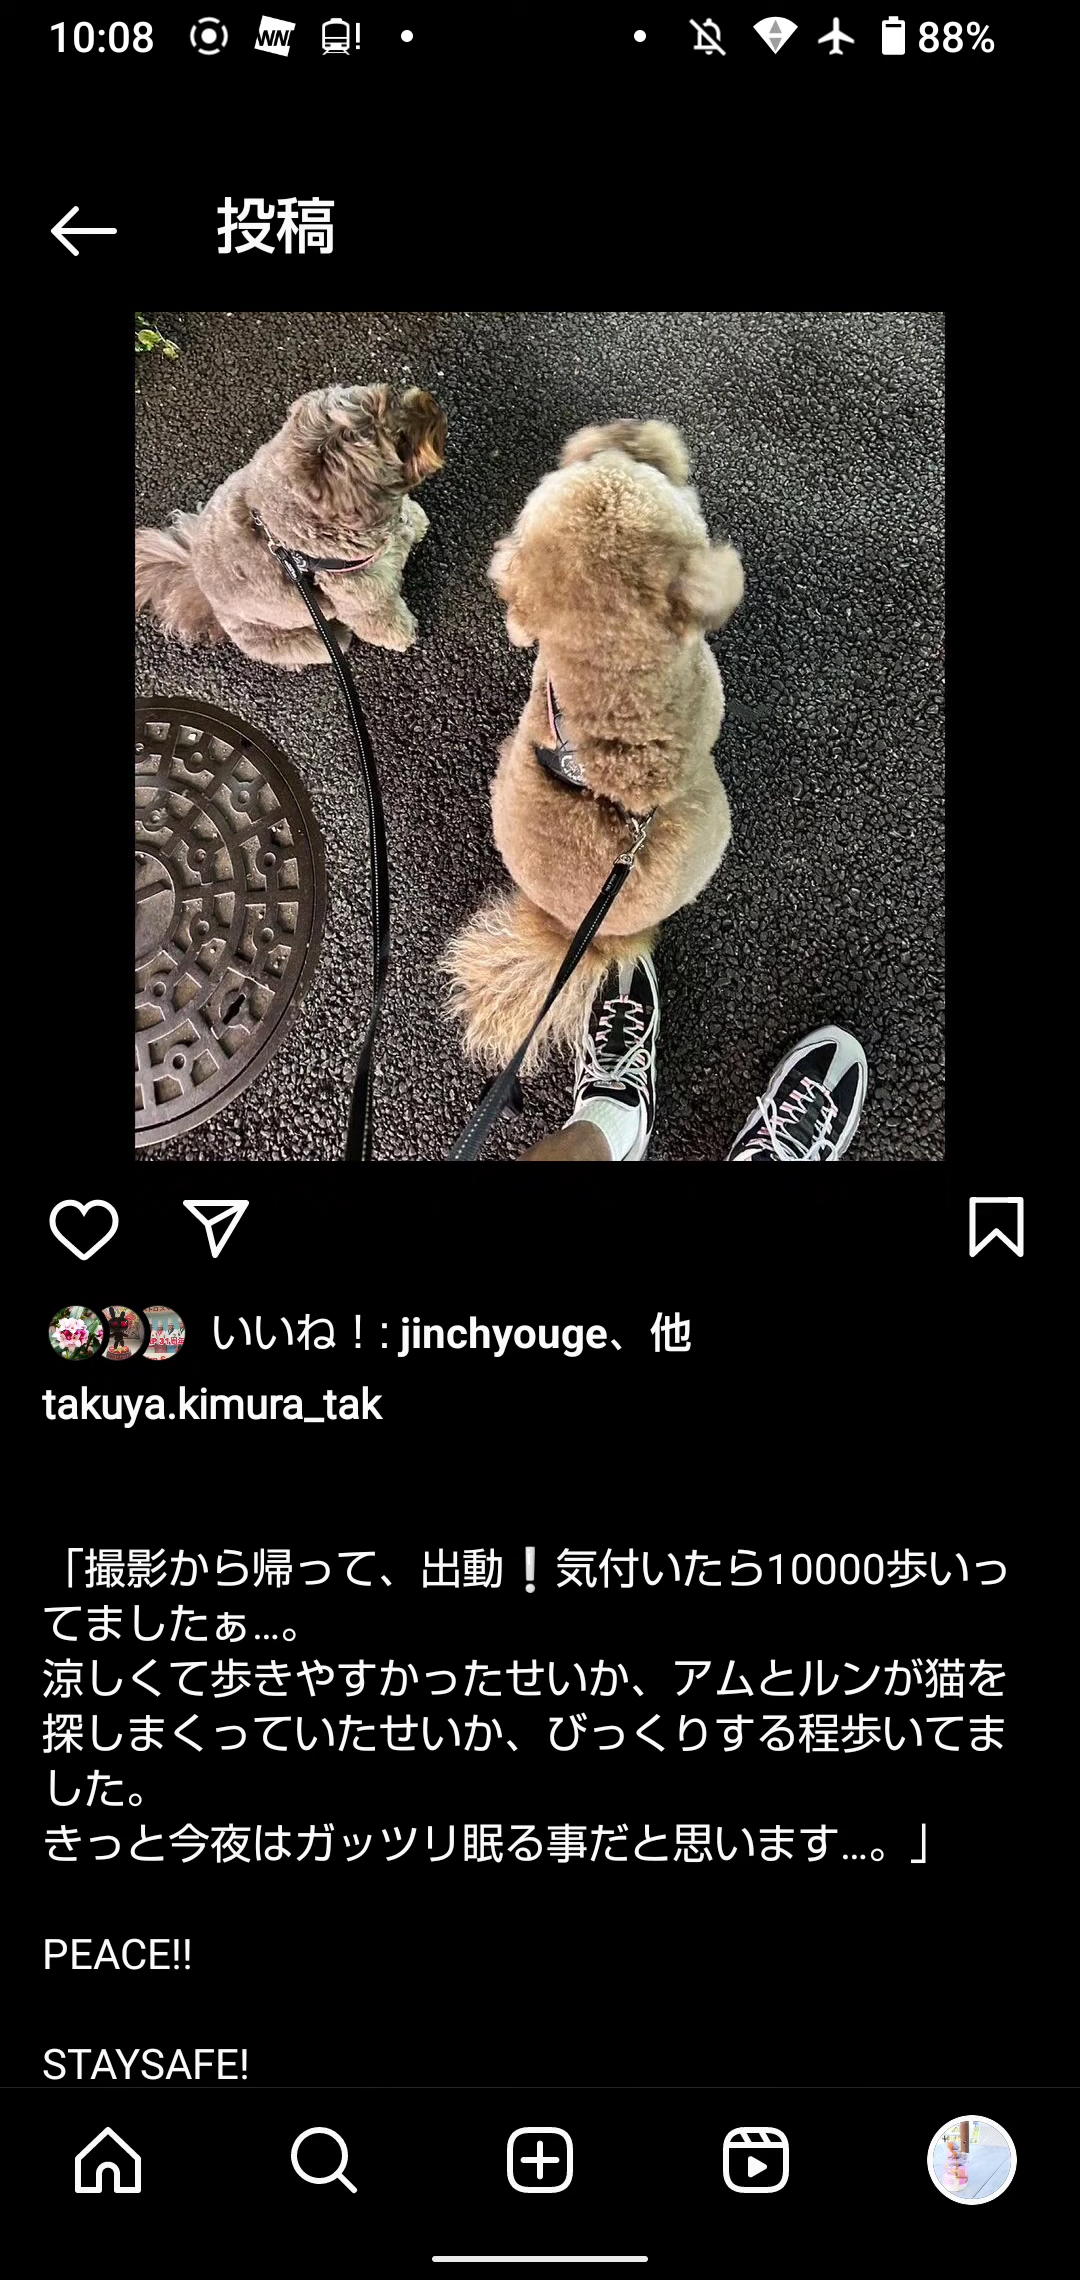 10:08
88%
投稿
いいね！: jinchyouge、他
takuya.kimura_tak
「撮影から帰って、出動❕気付いたら10000歩いっ
てましたぁ...。
涼しくて歩きやすかったせいか、アムとルンが猫を
探しまくっていたせいか、びっくりする程歩いてま
した。
きっと今夜はガッツリ眠る事だと思います...。」
PEACE!!
STAYSAFE!